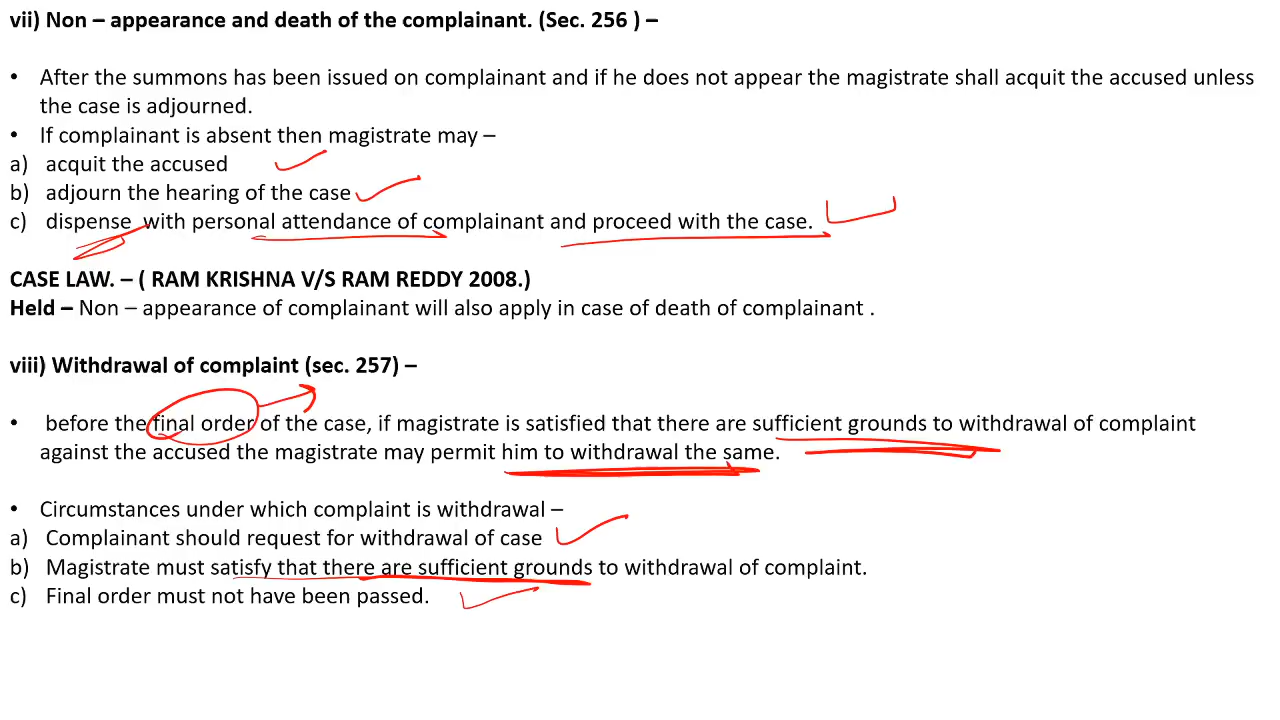 vii) Non – appearance and death of the complainant. (Sec. 256 ) –
• After the summons has been issued on complainant and if he does not appear the magistrate shall acquit the accused unless
the case is adjourned.
• If complainant is absent then magistrate may –
a) acquit the accused
b) adjourn the hearing of the case
c) dispense with personal attendance of complainant and proceed with the case.
CASE LAW. – ( RAM KRISHNA V/S RAM REDDY 2008.)
Held – Non – appearance of complainant will also apply in case of death of complainant .
viii) Withdrawal of complaint (sec. 257) –
• before the final order of the case, if magistrate is satisfied that there are sufficient grounds to withdrawal of complaint
against the accused the magistrate may permit him to withdrawal the same.
• Circumstances under which complaint is withdrawal –
a) Complainant should request for withdrawal of case
b) Magistrate must satisfy that there are sufficient grounds to withdrawal of complaint.
c) Final order must not have been passed.